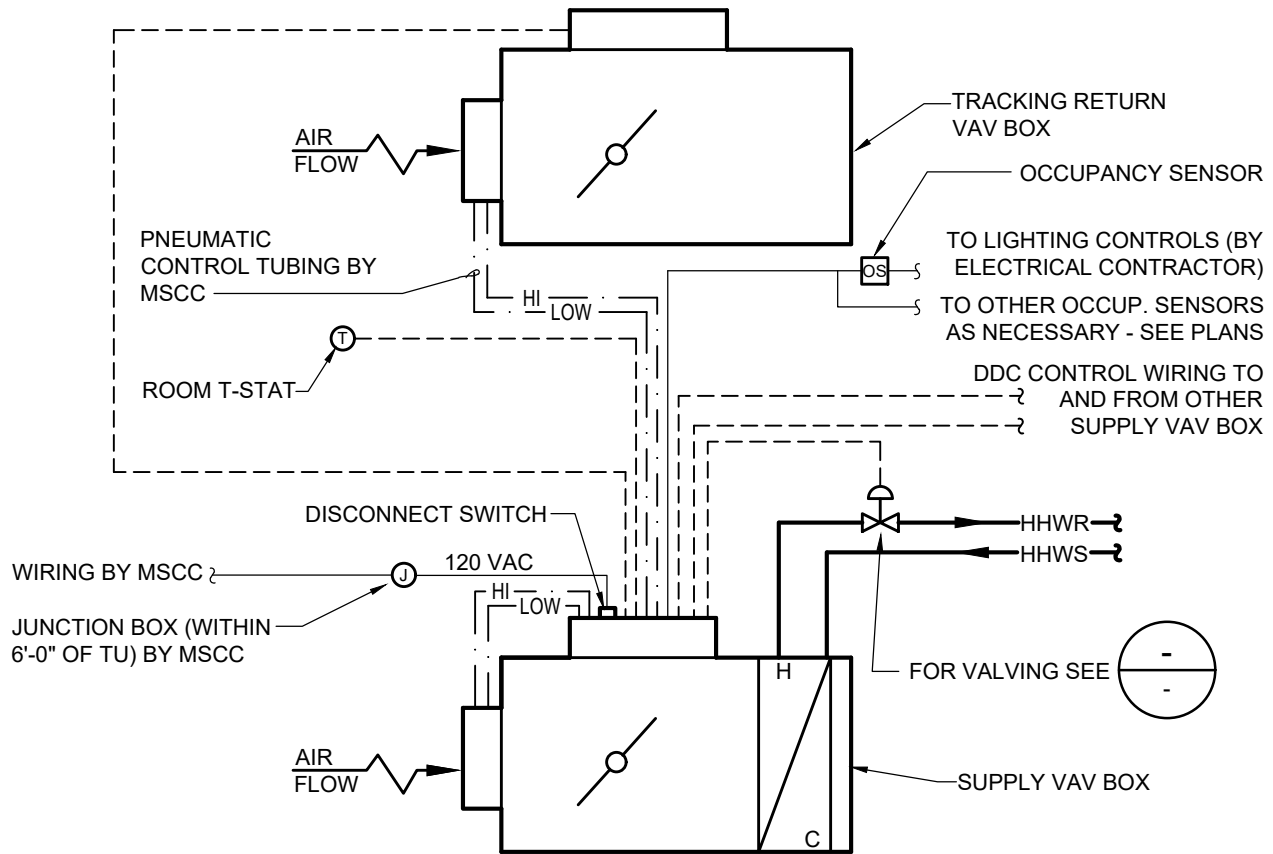 TRACKING RETURN
VAV BOX
AIR
FLOW
OCCUPANCY SENSOR
PNEUMATIC
CONTROL TUBING BY
MSCC
TO LIGHTING CONTROLS (BY
ELECTRICAL CONTRACTOR)
OS
HI
LOW
TO OTHER OCCUP. SENSORS
AS NECESSARY - SEE PLANS
T
ROOM T-STAT
DDC CONTROL WIRING TO
AND FROM OTHER
SUPPLY VAV BOX
DISCONNECT SWITCH
HHWR
HHWS
WIRING BY MSCC
J
120 VAC
HI
LOW
JUNCTION BOX (WITHIN
6'-0" OF TU) BY MSCC
H
FOR VALVING SEE
-
-
AIR
FLOW
SUPPLY VAV BOX
C